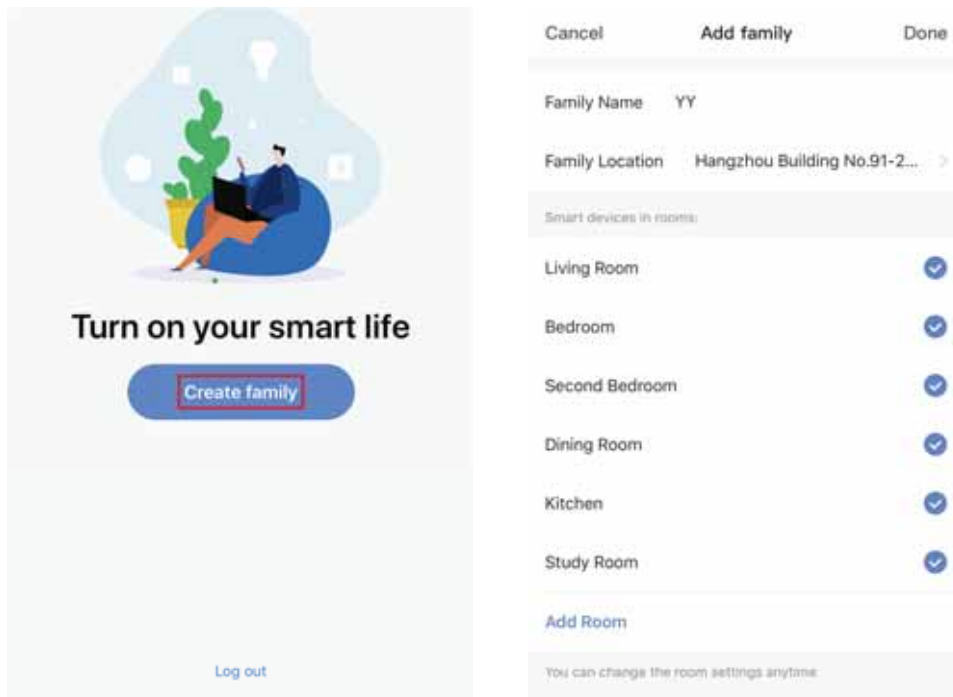 Turn on your smart life
Create family
Log out
Cancel Add family Done
Family Name YY
Family Location Hangzhou Building No.91-2...
Smart devices in rooms:
Living Room
Bedroom
Second Bedroom
Dining Room
Kitchen
Study Room
Add Room
You can change the room settings anytime